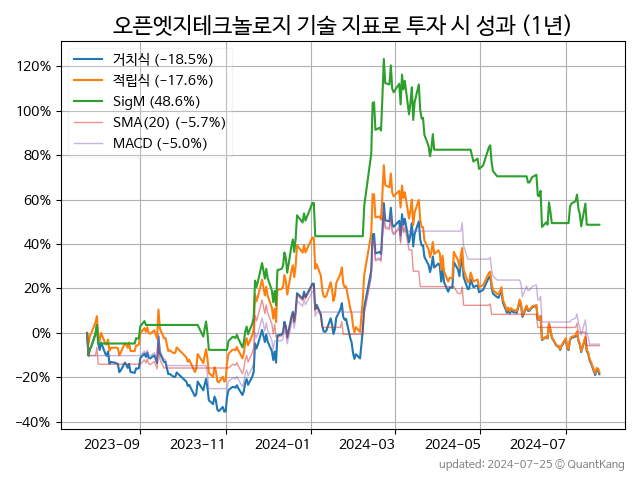 오픈엣지테크놀로지 기술 지표로 투자 시 성과 (1년)
거치식 (−18.5%)
적립식 (−17.6%)
SigM (48.6%)
SMA(20) (−5.7%)
MACD (−5.0%)
120%
100%
80%
60%
40%
20%
0%
−20%
−40%
2023-09
2023-11
2024-01
2024-03
2024-05
2024-07
updated: 2024-07-25 © QuantKang